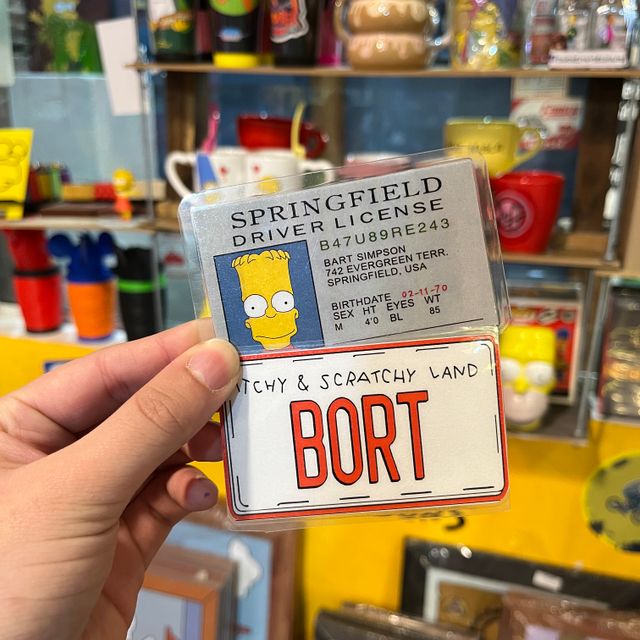 SPRINGFIELD
DRIVER LICENSE
B47U89RE243
BART SIMPSON
742 EVERGREEN TERR.
SPRINGFIELD, USA
BIRTHDATE 02-11-70
SEX HT EYES WT
M 4'0 BL 85
TCHY & SCRATCHY LAND
BORT